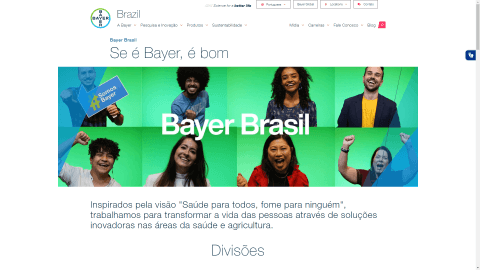 Português
Bayer Global
Locations
Contato
BAYER
Brazil
A Bayer
Pesquisa e Inovação
Produtos
Sustentabilidade
Mídia
Carreiras
Fale Conosco
Blog
Bayer Brasil
Se é Bayer, é bom
#Somos
Bayer
Bayer Brasil
Inspirados pela visão "Saúde para todos, fome para ninguém",
trabalhamos para transformar a vida das pessoas através de soluções
inovadoras nas áreas da saúde e agricultura.
Divisões